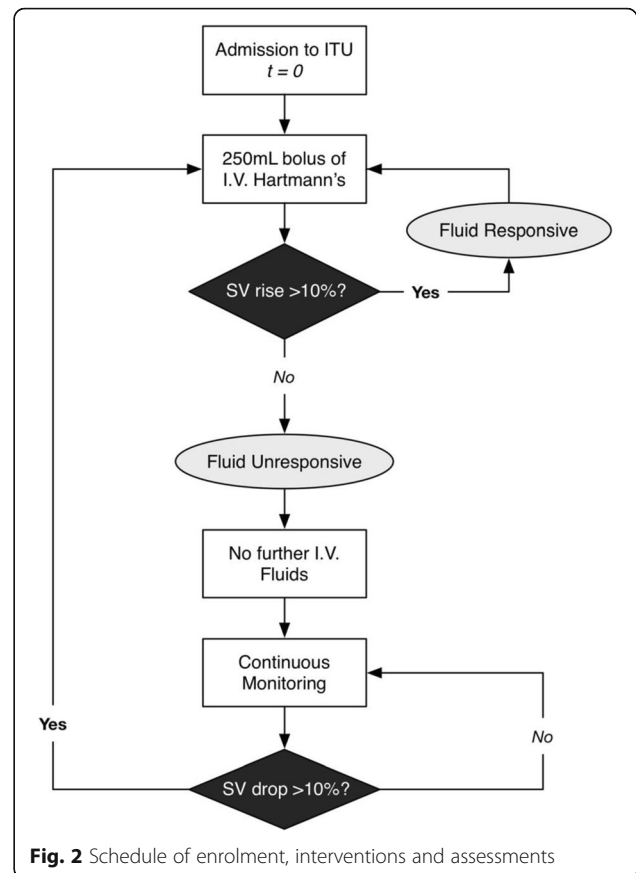 Admission to ITU
t = 0
250mL bolus of
I.V. Hartmann's
Fluid Responsive
SV rise >10%?
Yes
No
Fluid Unresponsive
No further I.V.
Fluids
Continuous
Monitoring
Yes
No
SV drop >10%?
Fig. 2 Schedule of enrolment, interventions and assessments